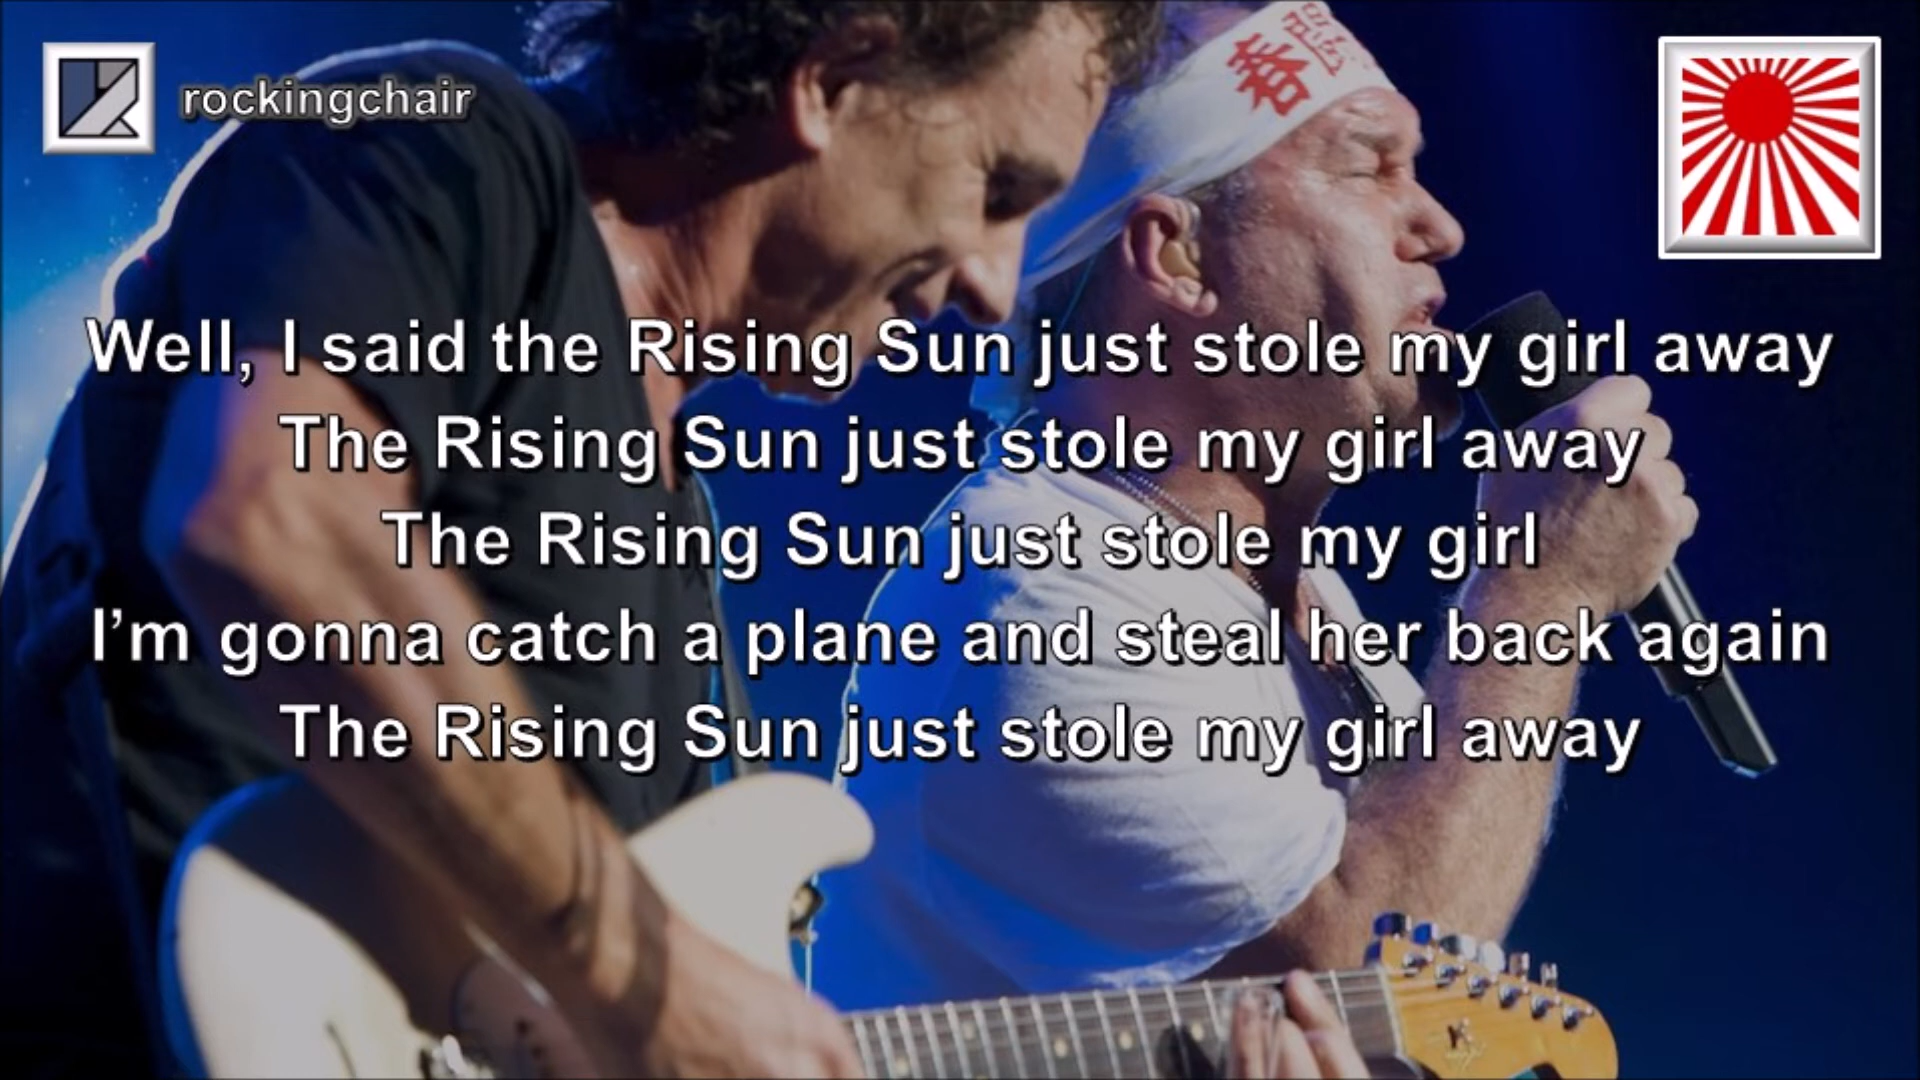 rockingchair
春
Well, I said the Rising Sun just stole my girl away
The Rising Sun just stole my girl away
The Rising Sun just stole my girl
I’m gonna catch a plane and steal her back again
The Rising Sun just stole my girl away